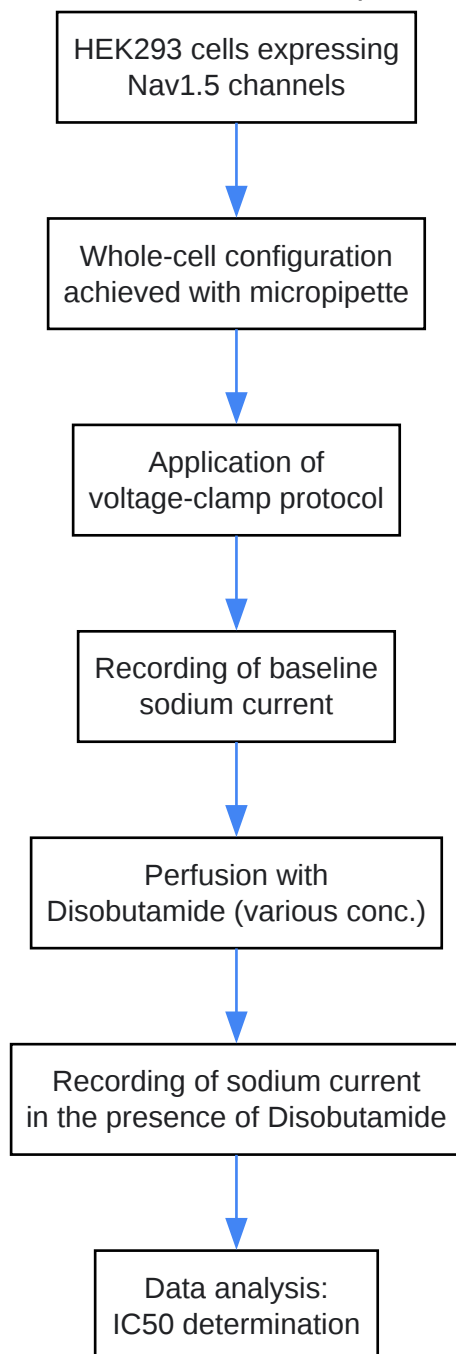 HEK293 cells expressing
Nav1.5 channels
Whole-cell configuration
achieved with micropipette
Application of
voltage-clamp protocol
Recording of baseline
sodium current
Perfusion with
Disobutamide (various conc.)
Recording of sodium current
in the presence of Disobutamide
Data analysis:
IC50 determination